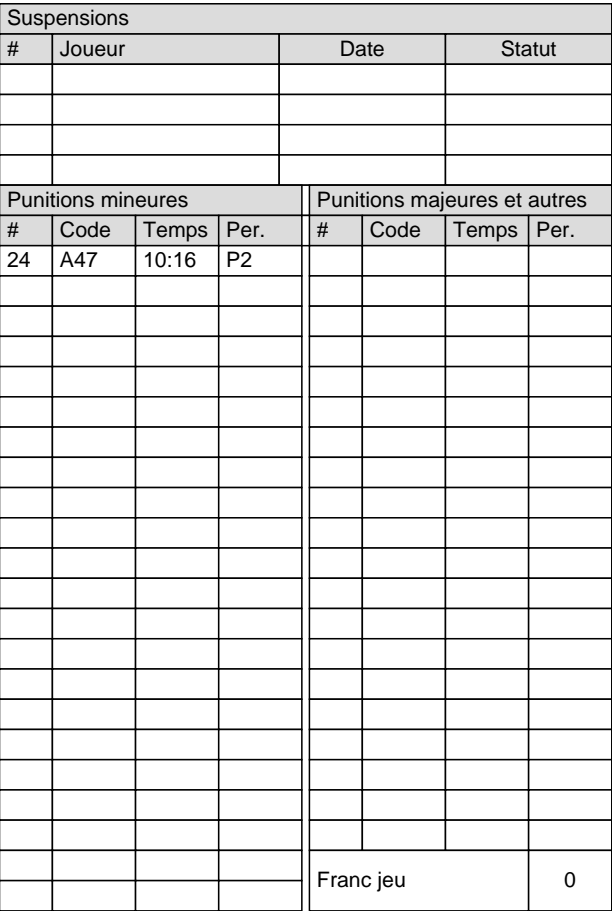 Suspensions
# Joueur Date Statut
Punitions mineures Punitions majeures et autres
# Code Temps Per. # Code Temps Per.
24 A47 10:16 P2
Franc jeu 0